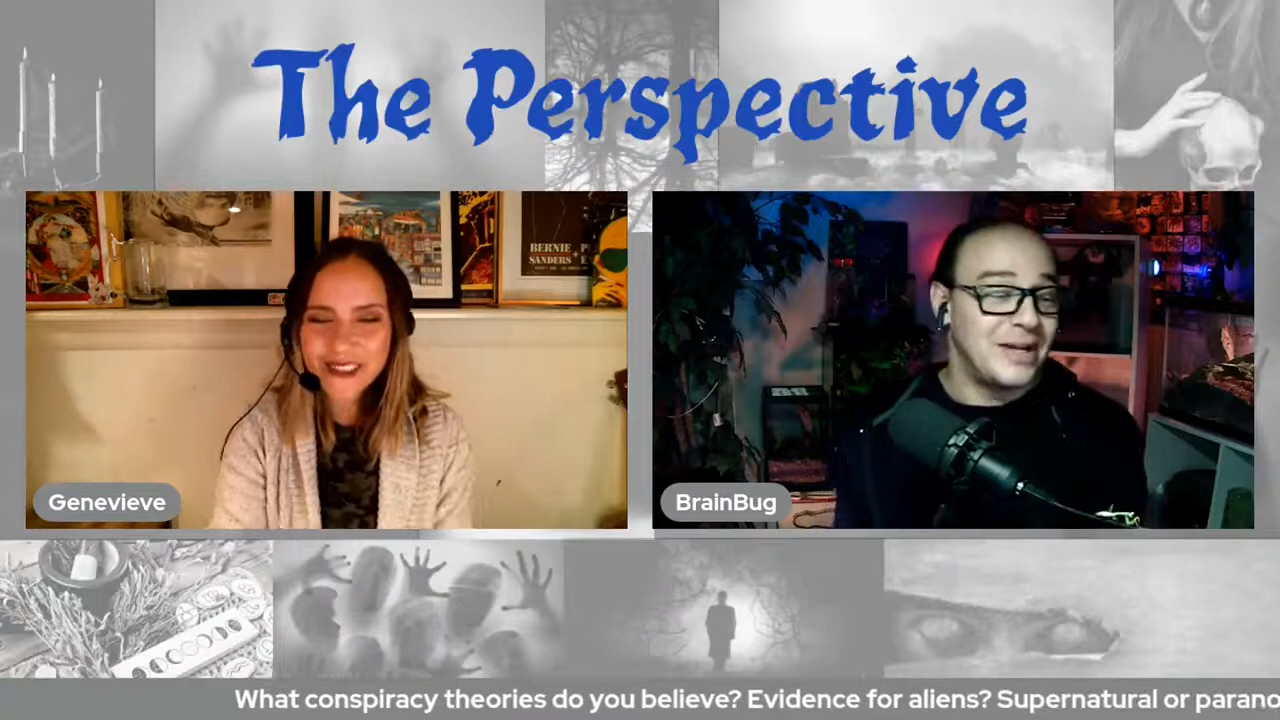 The Perspective
BERNIE
SANDERS
Genevieve
BrainBug
What conspiracy theories do you believe? Evidence for aliens? Supernatural or parano